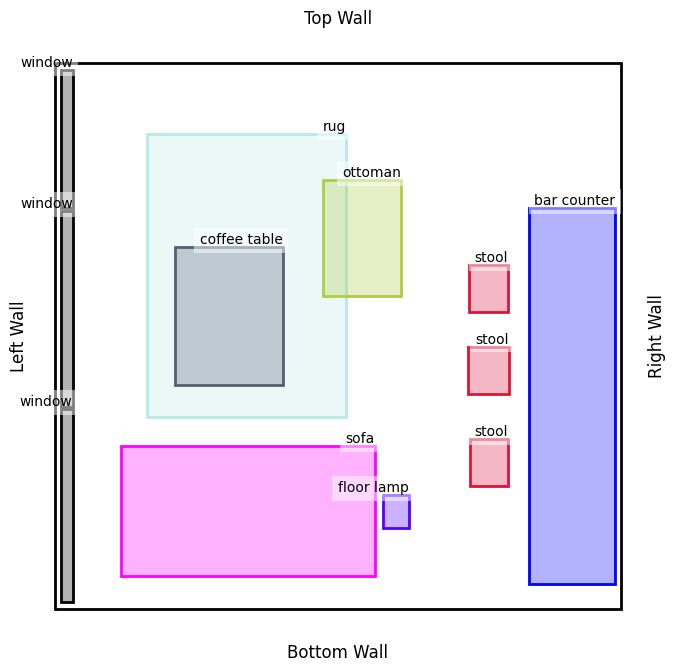 Top Wall
window
rug
ottoman
bar counter
window
coffee table
stool
Left Wall
Right Wall
stool
window
stool
sofa
floor lamp
Bottom Wall